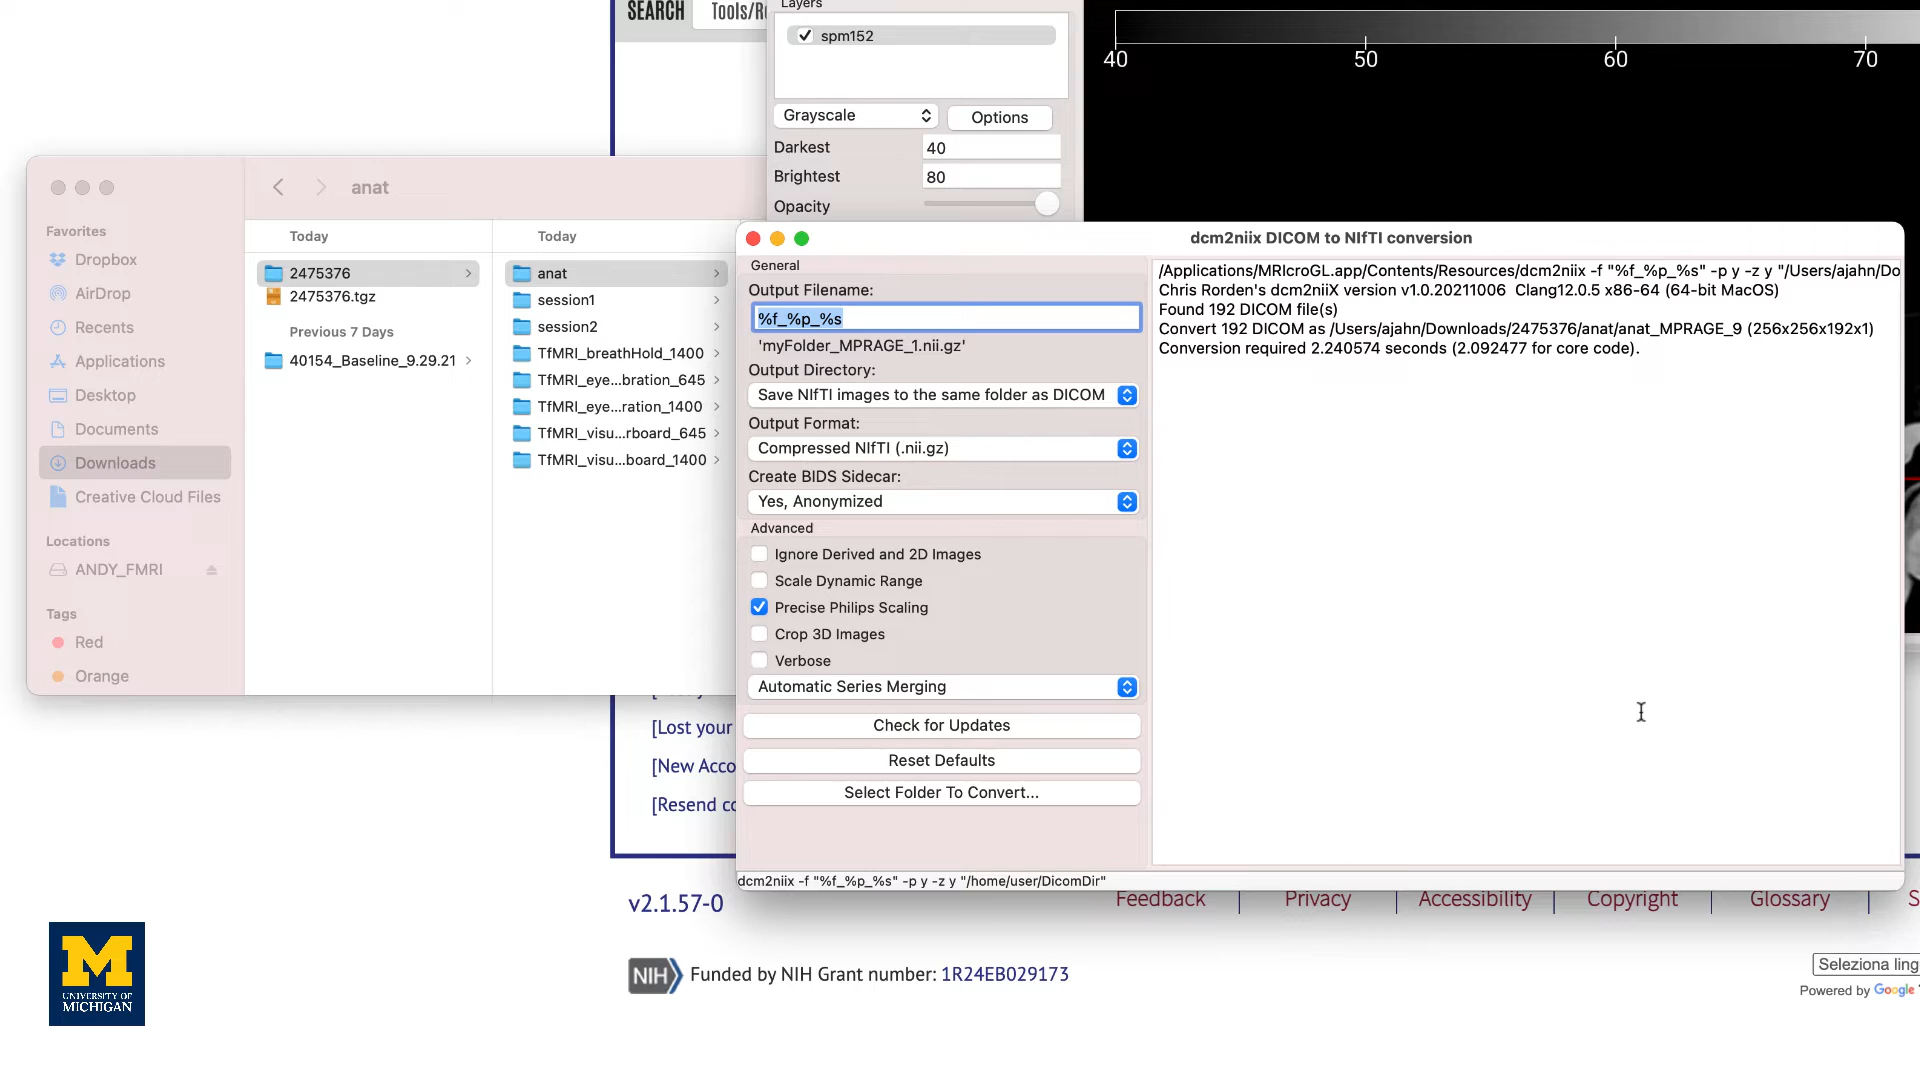 SEARCH
Tools/Re
Layers
spm152
Grayscale
Options
Darkest
40
Brightest
80
Opacity
40
50
60
70
anat
Favorites
Dropbox
AirDrop
Recents
Applications
Desktop
Documents
Downloads
Creative Cloud Files
Locations
ANDY_FMRI
Tags
Red
Orange
Today
2475376
2475376.tgz
Previous 7 Days
40154_Baseline_9.29.21
Today
anat
session1
session2
TfMRI_breathHold_1400
TfMRI_eye...bration_645
TfMRI_eye...ration_1400
TfMRI_visu...rboard_645
TfMRI_visu...board_1400
dcm2niix DICOM to NIfTI conversion
General
Output Filename:
%f_%p_%s
'myFolder_MPRAGE_1.nii.gz'
Output Directory:
Save NIfTI images to the same folder as DICOM
Output Format:
Compressed NIfTI (.nii.gz)
Create BIDS Sidecar:
Yes, Anonymized
Advanced
Ignore Derived and 2D Images
Scale Dynamic Range
Precise Philips Scaling
Crop 3D Images
Verbose
Automatic Series Merging
Check for Updates
Reset Defaults
Select Folder To Convert...
dcm2niix -f "%f_%p_%s" -p y -z y "/home/user/DicomDir"
/Applications/MRIcroGL.app/Contents/Resources/dcm2niix -f "%f_%p_%s" -p y -z y "/Users/ajahn/Do
Chris Rorden's dcm2niiX version v1.0.20211006 Clang12.0.5 x86-64 (64-bit MacOS)
Found 192 DICOM file(s)
Convert 192 DICOM as /Users/ajahn/Downloads/2475376/anat/anat_MPRAGE_9 (256x256x192x1)
Conversion required 2.240574 seconds (2.092477 for core code).
[Lost your
[New Acco
[Resend co
v2.1.57-0
Feedback
Privacy
Accessibility
Copyright
Glossary
S
NIH
Funded by NIH Grant number: 1R24EB029173
Seleziona ling
Powered by Google
M
UNIVERSITY OF
MICHIGAN